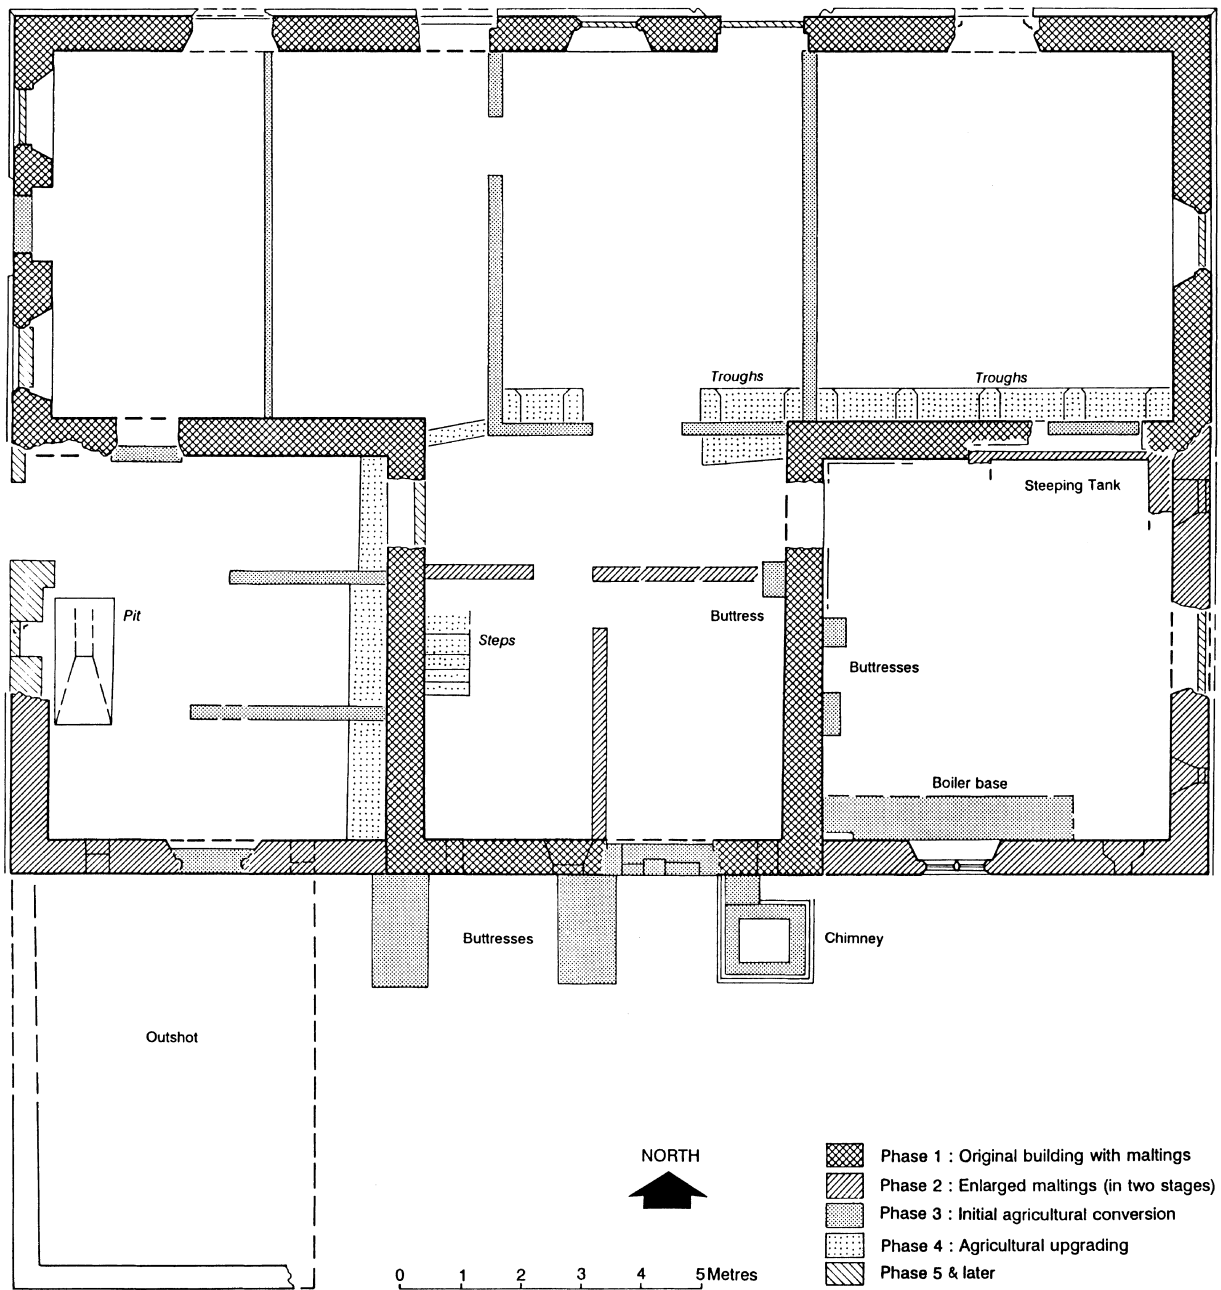 Troughs
Troughs
Steeping Tank
Pit
Steps
Buttress
Buttresses
Boiler base
Buttresses
Chimney
Outshot
NORTH
Phase 1 : Original building with maltings
Phase 2 : Enlarged maltings (in two stages)
Phase 3 : Initial agricultural conversion
Phase 4 : Agricultural upgrading
Phase 5 & later
0 1 2 3 4 5 Metres